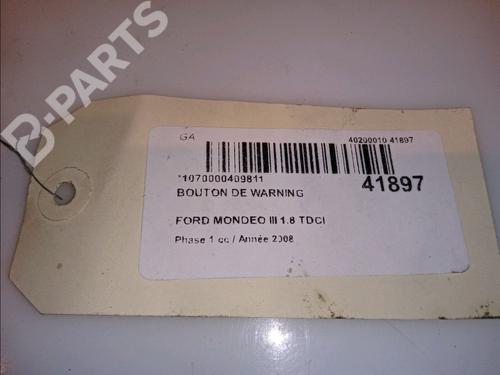 B-PARTS
GA
40200010 41897
*1070000409811
41897
BOUTON DE WARNING
FORD MONDEO III 1.8 TDCI
Phase 1 cc / Année 2008